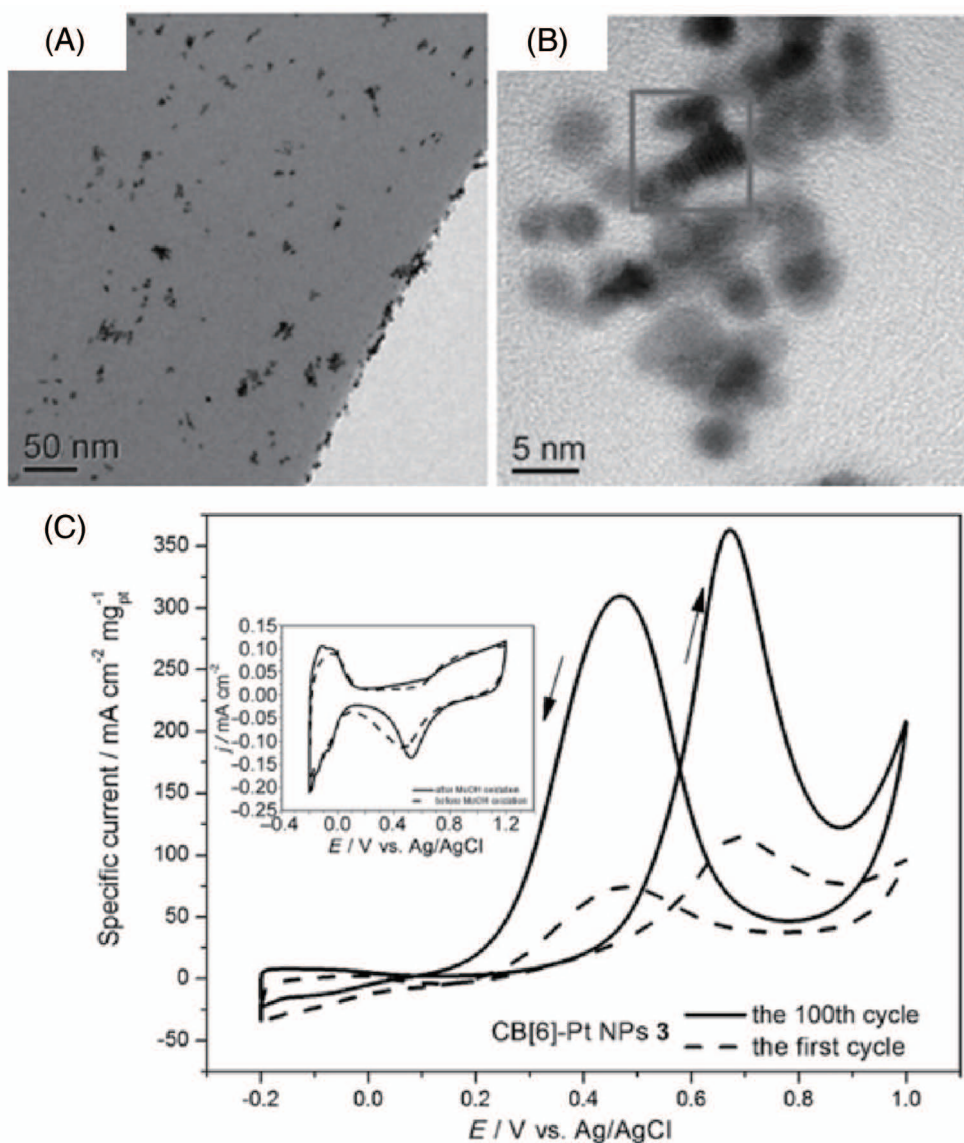 (A)
(B)
50 nm
5 nm
(C)
Specific current / mA cm⁻² mg⁻¹pt
350
300
250
200
150
100
50
0
-50
j / mA cm⁻²
0.15
0.10
0.05
0.00
-0.05
-0.10
-0.15
-0.20
-0.25
after MeOH oxidation
before MeOH oxidation
-0.4 0.0 0.4 0.8 1.2
E / V vs. Ag/AgCl
CB[6]-Pt NPs 3
the 100th cycle
the first cycle
-0.2 0.0 0.2 0.4 0.6 0.8 1.0
E / V vs. Ag/AgCl